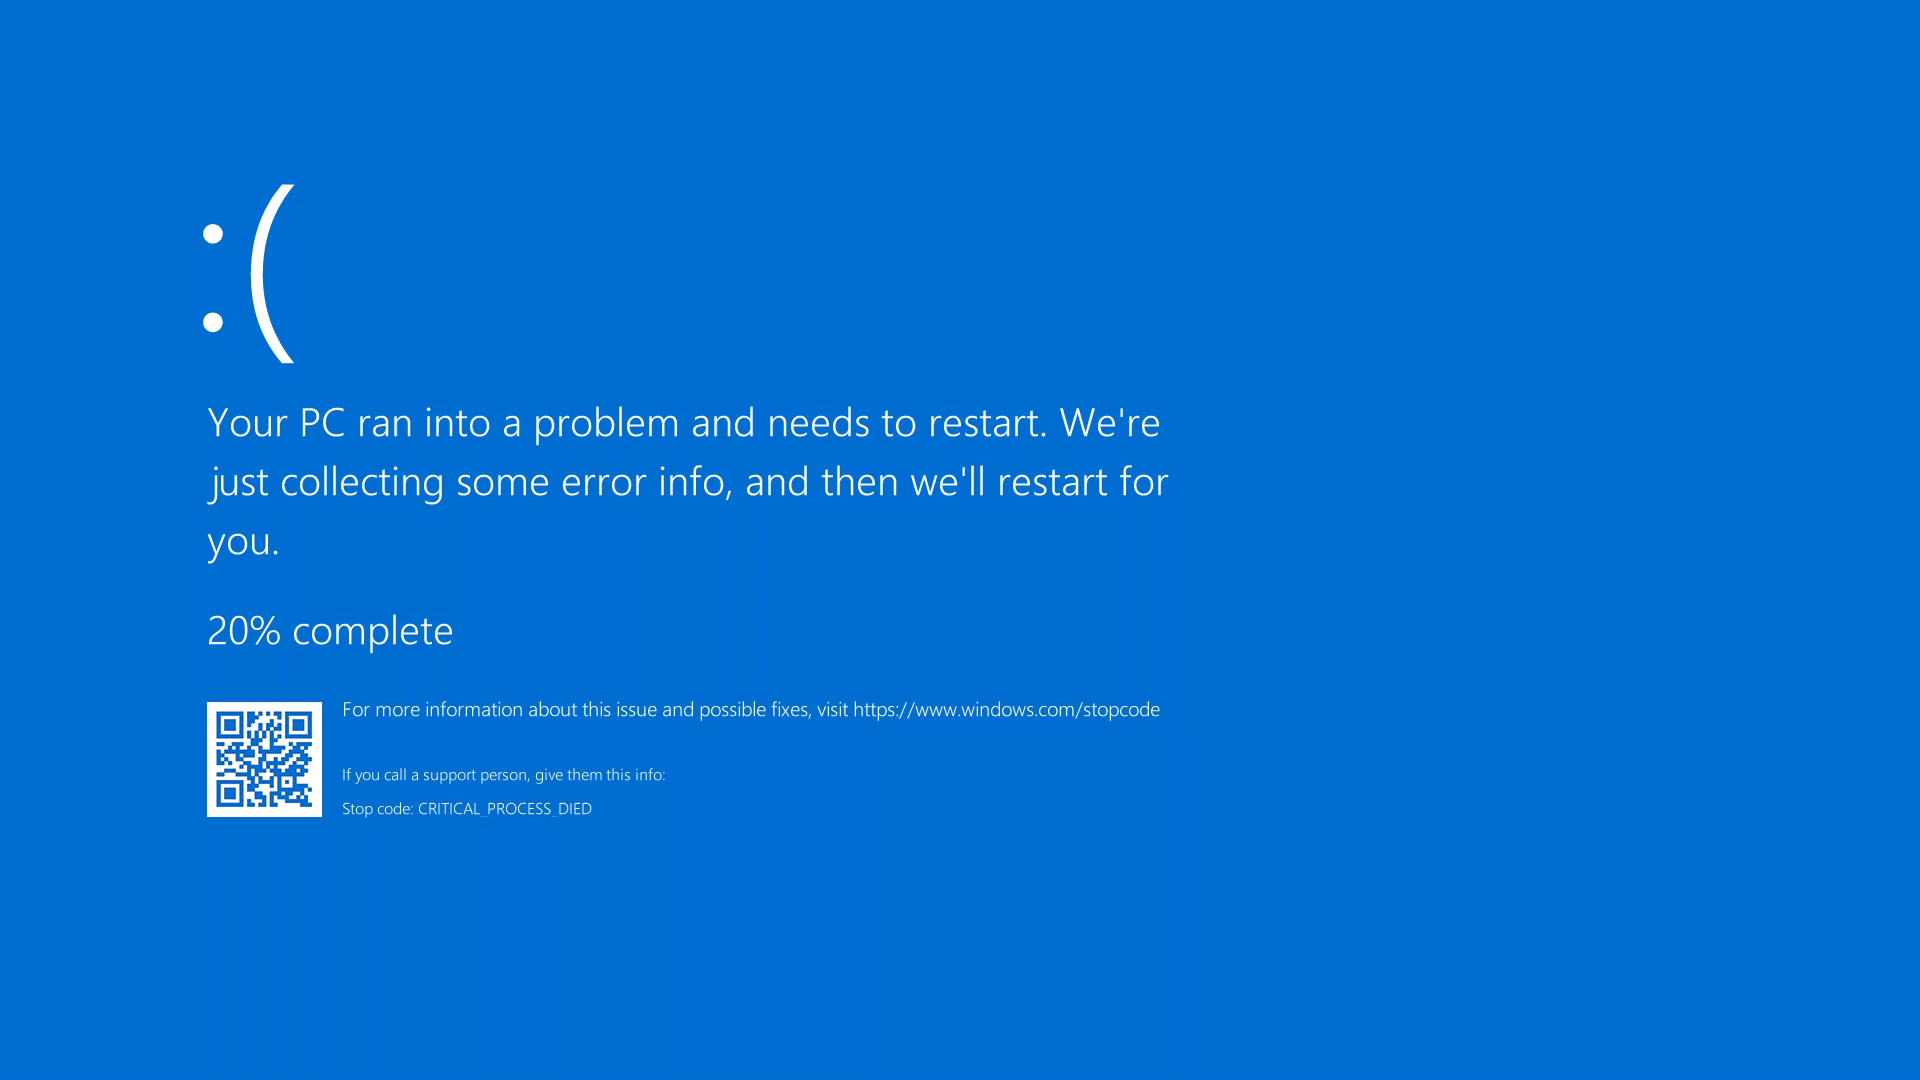 :(
Your PC ran into a problem and needs to restart. We're
just collecting some error info, and then we'll restart for
you.
20% complete
For more information about this issue and possible fixes, visit https://www.windows.com/stopcode
If you call a support person, give them this info:
Stop code: CRITICAL_PROCESS_DIED